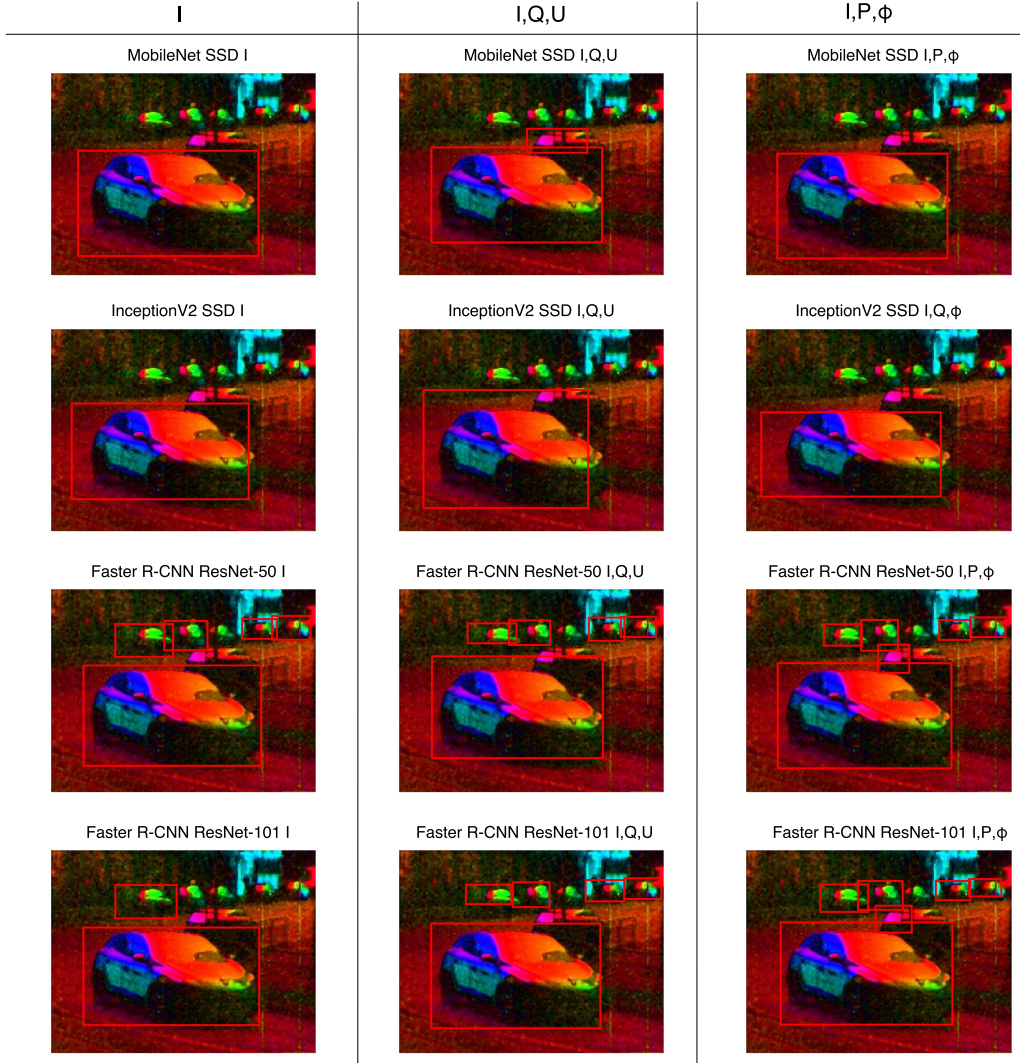 I
I,Q,U
I,P,ϕ
MobileNet SSD I
MobileNet SSD I,Q,U
MobileNet SSD I,P,ϕ
InceptionV2 SSD I
InceptionV2 SSD I,Q,U
InceptionV2 SSD I,Q,ϕ
Faster R-CNN ResNet-50 I
Faster R-CNN ResNet-50 I,Q,U
Faster R-CNN ResNet-50 I,P,ϕ
Faster R-CNN ResNet-101 I
Faster R-CNN ResNet-101 I,Q,U
Faster R-CNN ResNet-101 I,P,ϕ